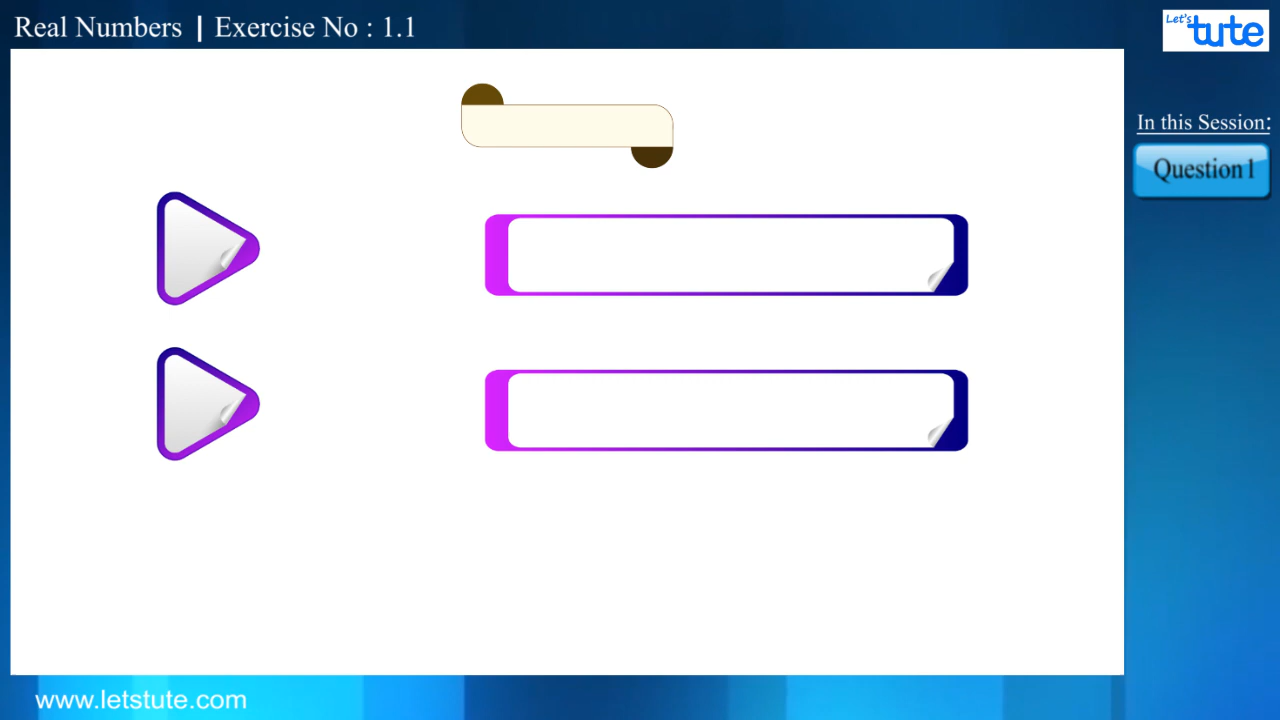 Real Numbers | Exercise No : 1.1
Let's tute
In this Session:
Question1
www.letstute.com